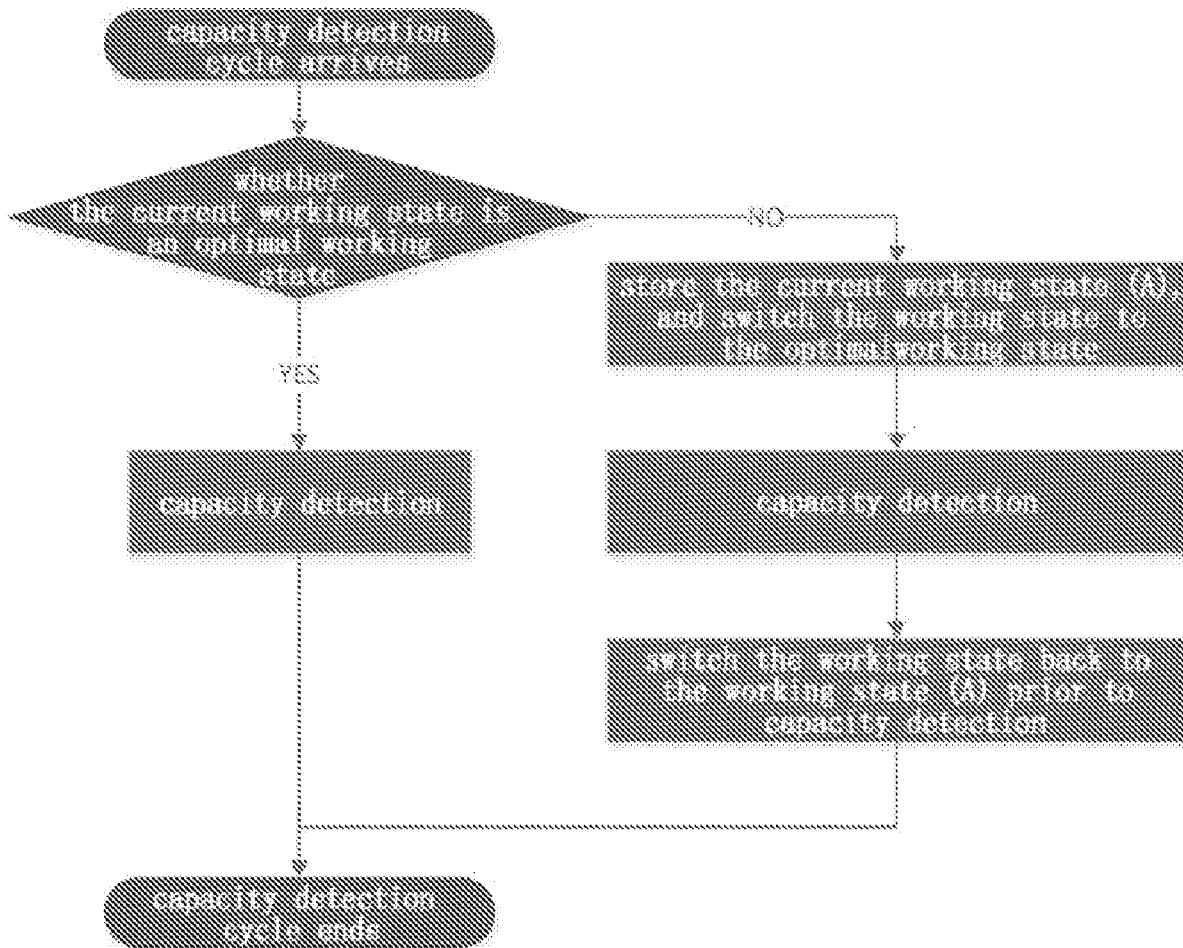 capacity detection
cycle arrives
whether
the current working state is
an optimal working
state
NO
store the current working state (A),
and switch the working state to
the optimalworking state
YES
capacity detection
capacity detection
switch the working state back to
the working state (A) prior to
capacity detection
capacity detection
cycle ends